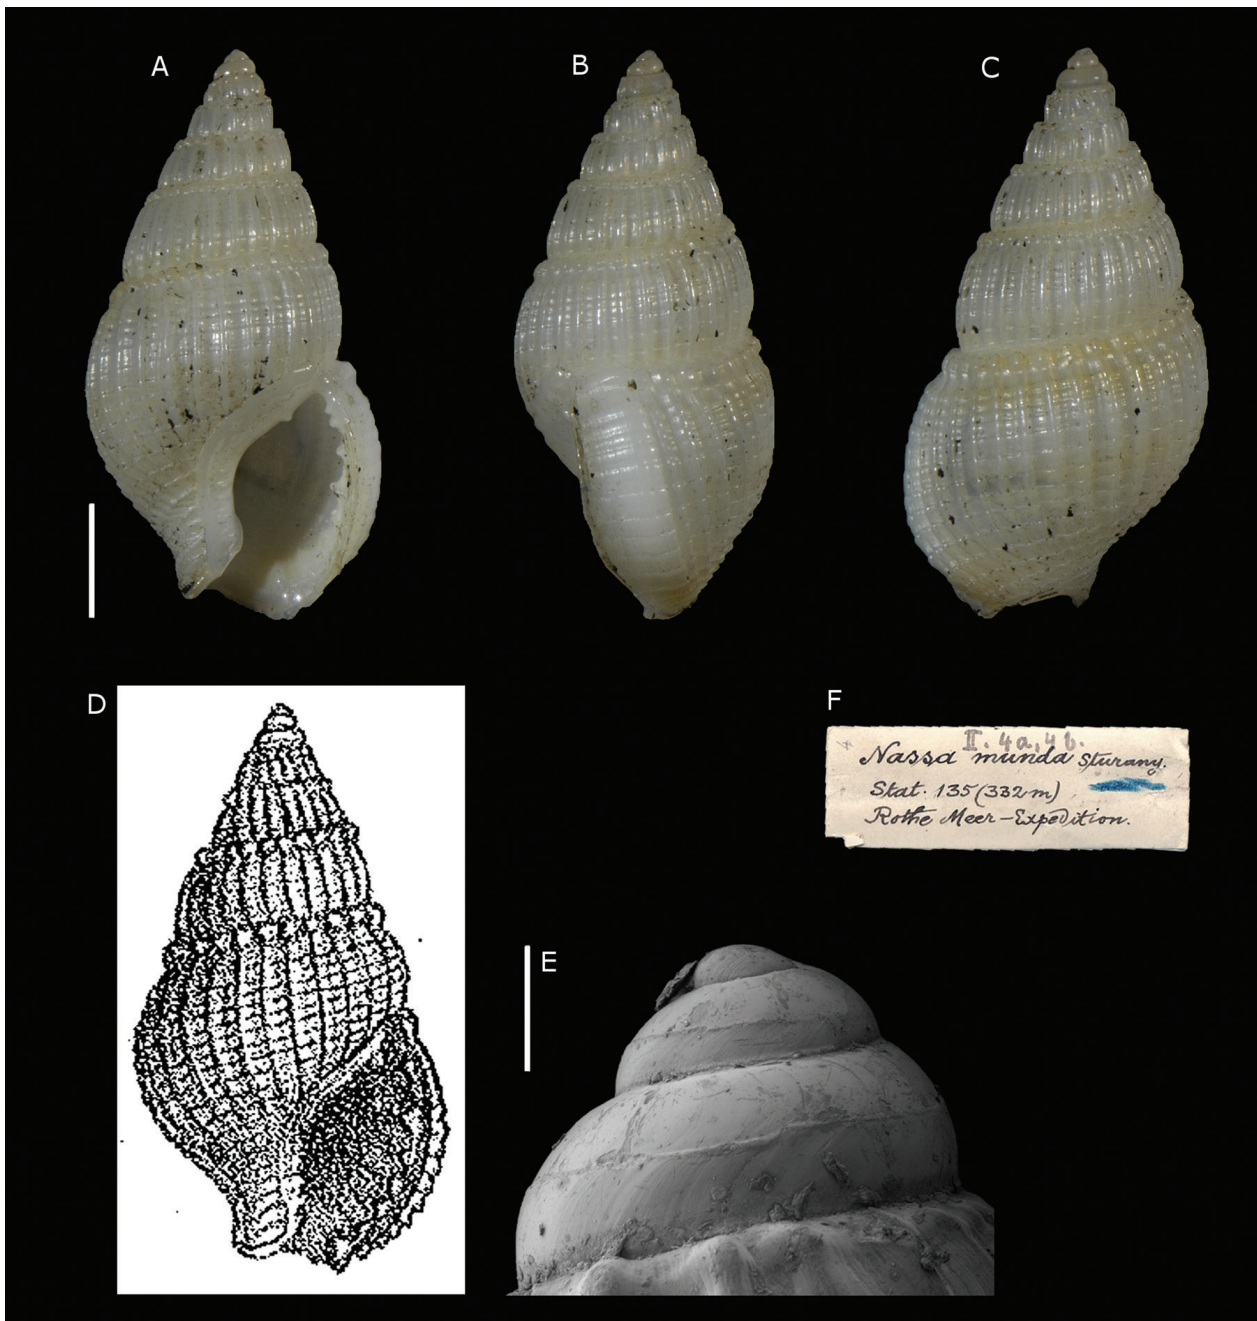 A
B
C
D
F
II. 4a, 4b.
Nassa munda Sturany.
Stat. 135 (332 m)
Rothe Meer-Expedition.
E